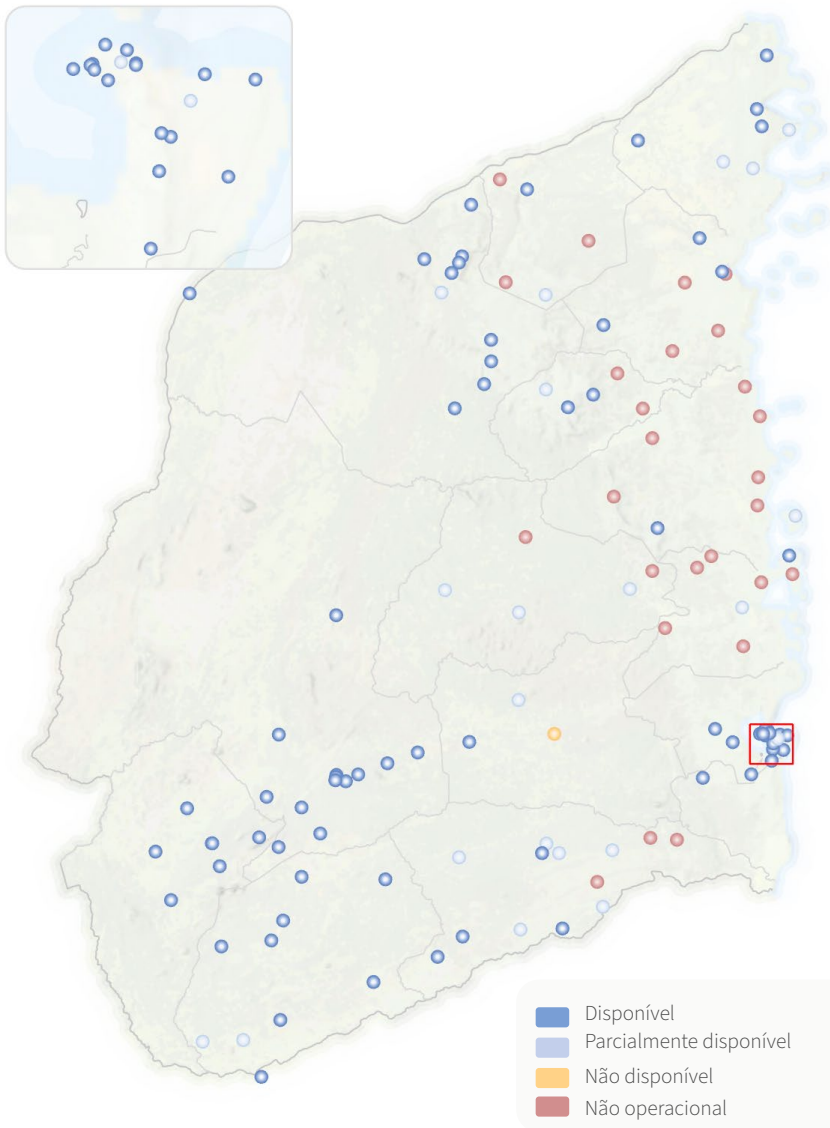 Disponível
Parcialmente disponível
Não disponível
Não operacional